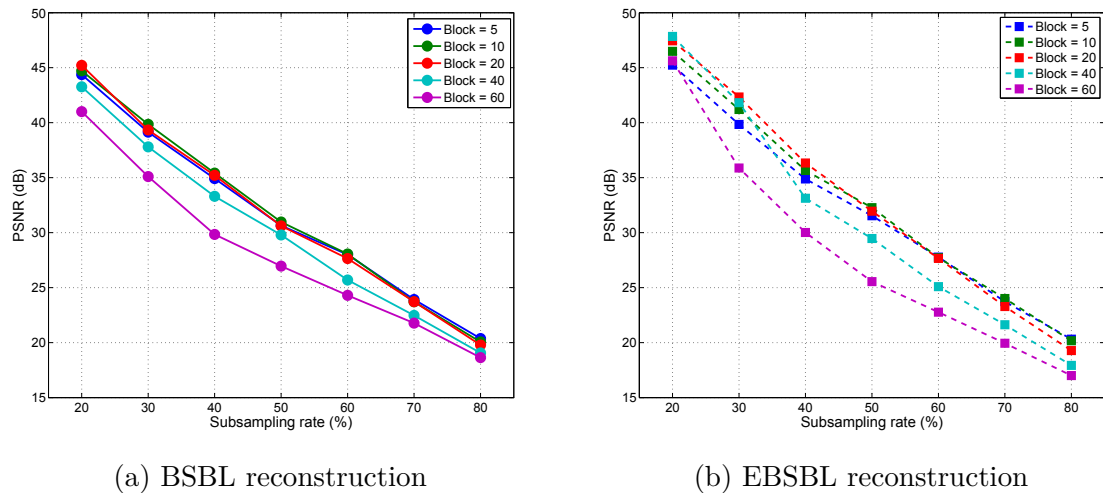 50
45
40
35
30
25
20
15
PSNR (dB)
20 30 40 50 60 70 80
Subsampling rate (%)
Block = 5
Block = 10
Block = 20
Block = 40
Block = 60
(a) BSBL reconstruction
50
45
40
35
30
25
20
15
PSNR (dB)
20 30 40 50 60 70 80
Subsampling rate (%)
Block = 5
Block = 10
Block = 20
Block = 40
Block = 60
(b) EBSBL reconstruction